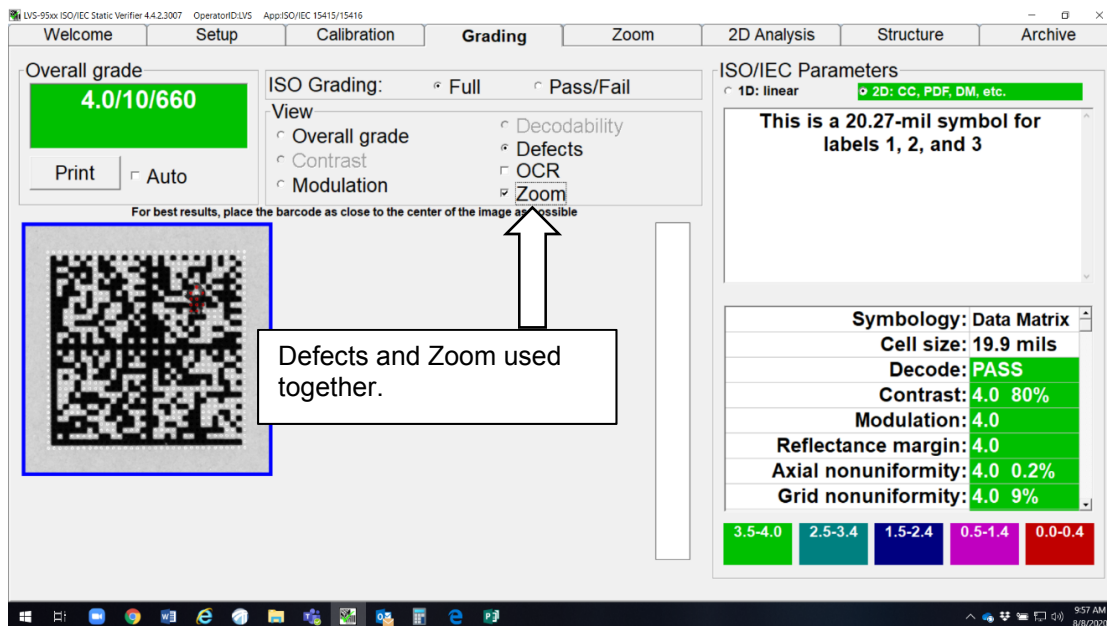 LVS-95xx ISO/IEC Static Verifier 4.4.2.3007 OperatorID:LVS App:ISO/IEC 15415/15416
Welcome Setup Calibration Grading Zoom 2D Analysis Structure Archive
Overall grade
4.0/10/660
Print Auto
ISO Grading: Full Pass/Fail
View
Overall grade
Contrast
Modulation
Decodability
Defects
OCR
Zoom
For best results, place the barcode as close to the center of the image as possible
Defects and Zoom used
together.
ISO/IEC Parameters
1D: linear 2D: CC, PDF, DM, etc.
This is a 20.27-mil symbol for
labels 1, 2, and 3
Symbology: Data Matrix
Cell size: 19.9 mils
Decode: PASS
Contrast: 4.0 80%
Modulation: 4.0
Reflectance margin: 4.0
Axial nonuniformity: 4.0 0.2%
Grid nonuniformity: 4.0 9%
3.5-4.0 2.5-3.4 1.5-2.4 0.5-1.4 0.0-0.4
9:57 AM
8/8/2020